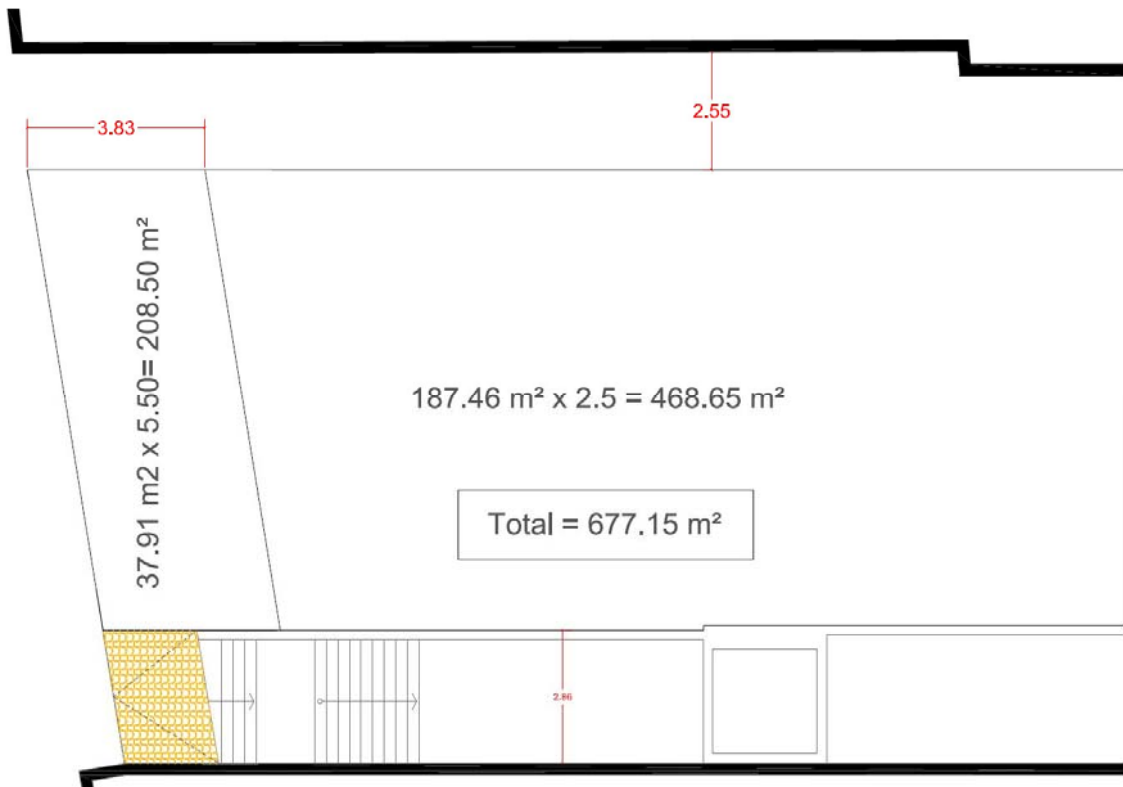 3.83
2.55
37.91 m2 x 5.50= 208.50 m²
187.46 m² x 2.5 = 468.65 m²
Total = 677.15 m²
2.86